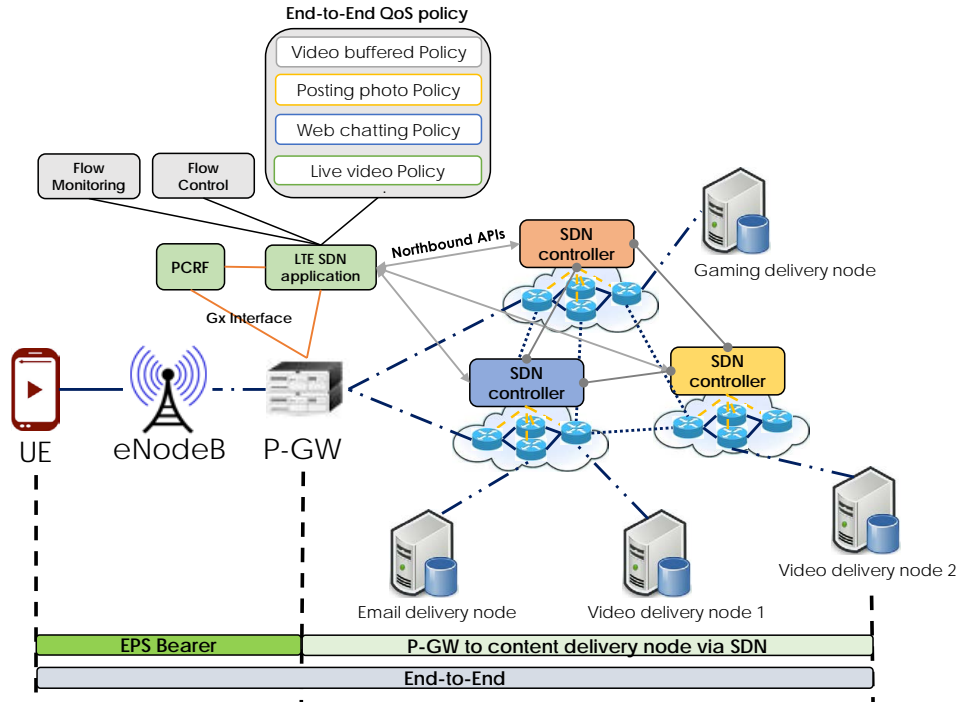 End-to-End QoS policy
Video buffered Policy
Posting photo Policy
Web chatting Policy
Live video Policy
.
Flow
Monitoring
Flow
Control
PCRF
LTE SDN
application
Northbound APIs
SDN
controller
Gaming delivery node
Gx Interface
SDN
controller
SDN
controller
UE
eNodeB
P-GW
Email delivery node
Video delivery node 1
Video delivery node 2
EPS Bearer
P-GW to content delivery node via SDN
End-to-End